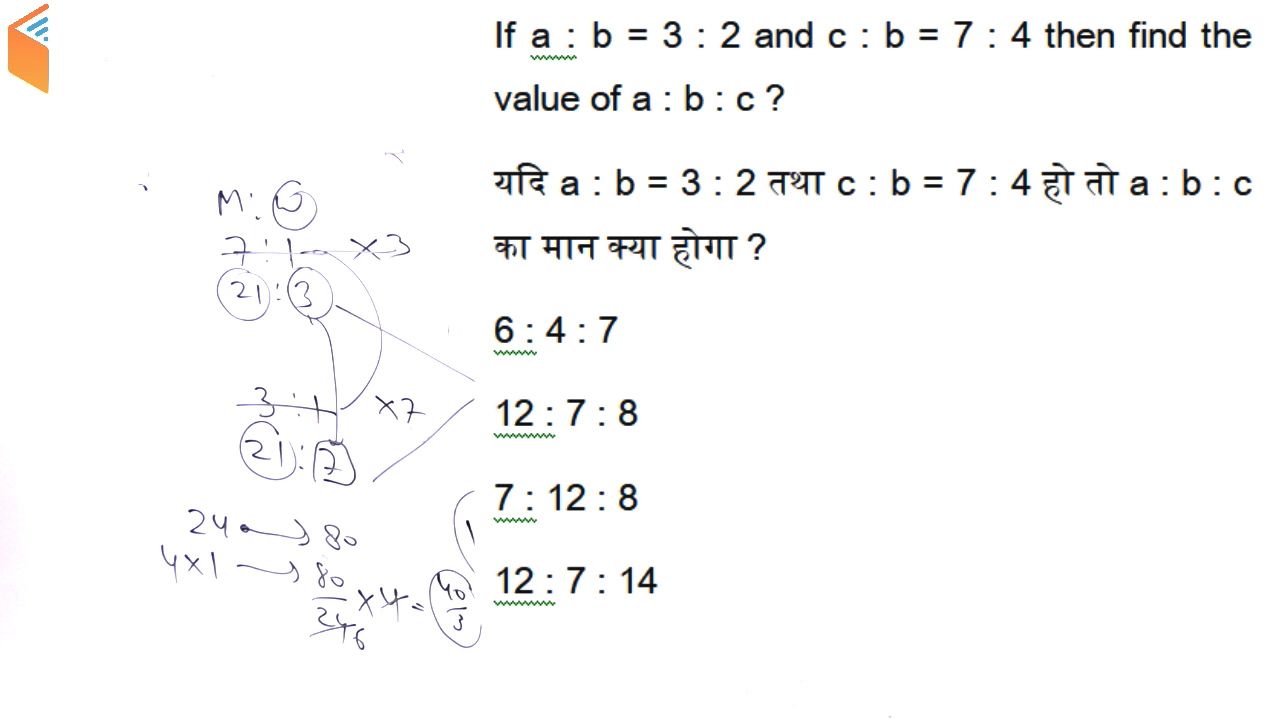 If a : b = 3 : 2 and c : b = 7 : 4 then find the
value of a : b : c ?
यदि a : b = 3 : 2 तथा c : b = 7 : 4 हो तो a : b : c
का मान क्या होगा ?
6 : 4 : 7
12 : 7 : 8
7 : 12 : 8
12 : 7 : 14
M : W
7 : 1 ×3
21 : 3
3 : 1 ×7
21 : 7
24 → 80
4×1 → 80/24 × 4 = 40/3
6
1